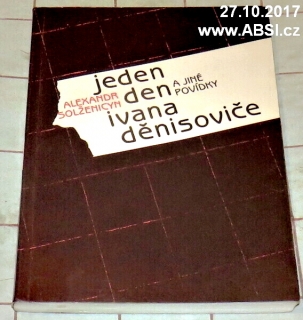 27.10.2017
www.ABSI.cz
jeden
ALEXANDR
SOLŽENICYN
den
A JINÉ
POVÍDKY
ivana
děnisoviče